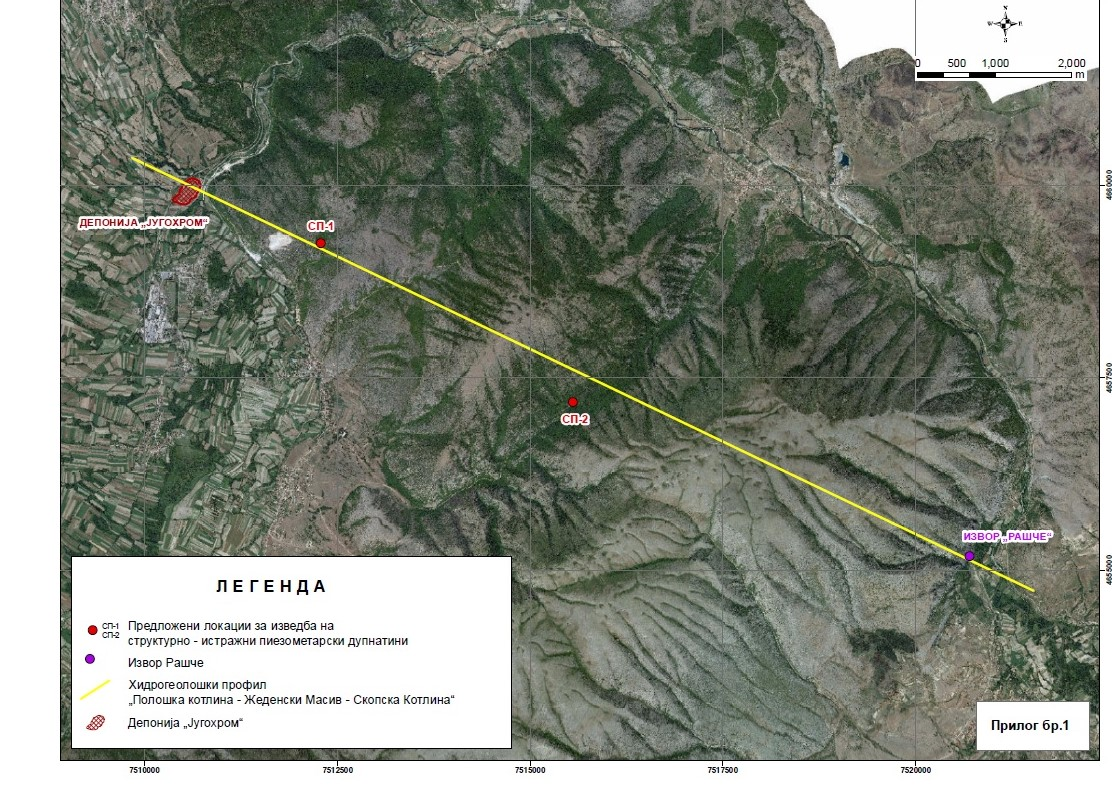 N
W E
S
0 500 1,000 2,000
m
4660000
ДЕПОНИЈА „ЈУГОХРОМ“
СП-1
4657500
СП-2
ИЗВОР „РАШЧЕ“
4655000
ЛЕГЕНДА
СП-1
СП-2
Предложени локации за изведба на
структурно - истражни пиезометарски дупнатини
Извор Рашче
Хидрогеолошки профил
„Полошка котлина - Жеденски Масив - Скопска Котлина“
Депонија „Југохром“
Прилог бр.1
7510000 7512500 7515000 7517500 7520000